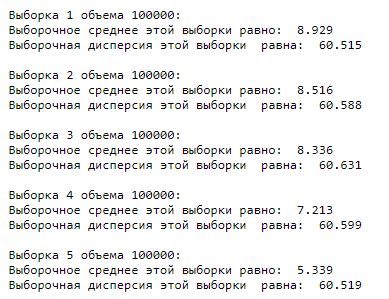 Выборка 1 объема 100000:
Выборочное среднее этой выборки равно:  8.929
Выборочная дисперсия этой выборки  равна:  60.515
Выборка 2 объема 100000:
Выборочное среднее этой выборки равно:  8.516
Выборочная дисперсия этой выборки  равна:  60.588
Выборка 3 объема 100000:
Выборочное среднее этой выборки равно:  8.336
Выборочная дисперсия этой выборки  равна:  60.631
Выборка 4 объема 100000:
Выборочное среднее этой выборки равно:  7.213
Выборочная дисперсия этой выборки  равна:  60.599
Выборка 5 объема 100000:
Выборочное среднее этой выборки равно:  5.339
Выборочная дисперсия этой выборки  равна:  60.519